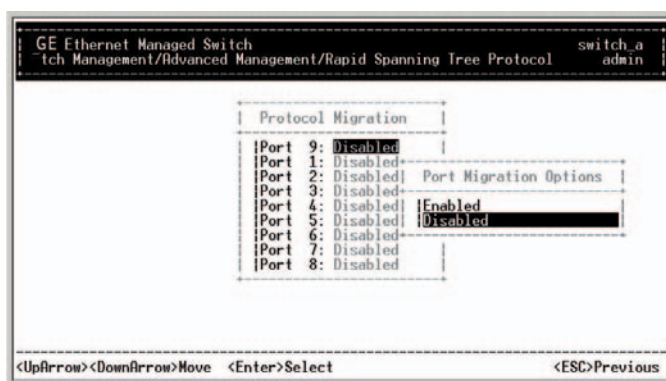 GE Ethernet Managed Switch switch_a
tch Management/Advanced Management/Rapid Spanning Tree Protocol admin
Protocol Migration
Port 9: Disabled
Port 1: Disabled
Port 2: Disabled
Port 3: Disabled
Port 4: Disabled
Port 5: Disabled
Port 6: Disabled
Port 7: Disabled
Port 8: Disabled
Port Migration Options
Enabled
Disabled
<UpArrow><DownArrow>Move <Enter>Select <ESC>Previous